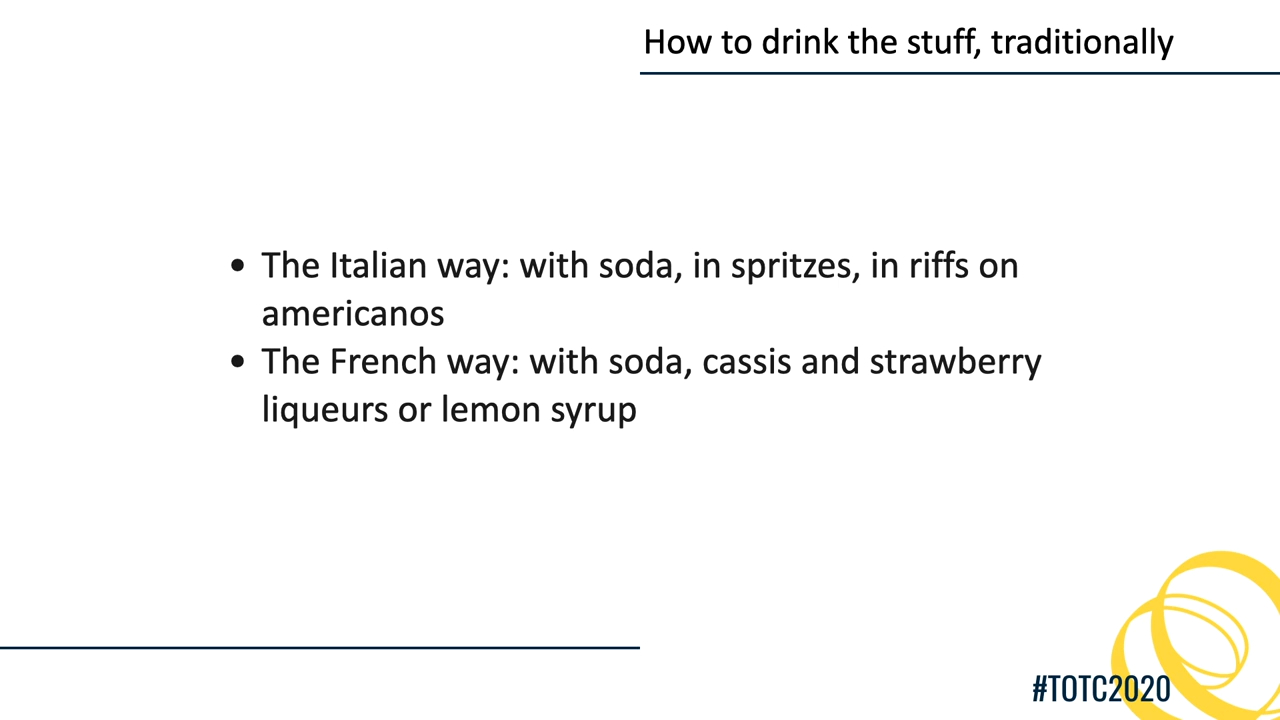 How to drink the stuff, traditionally
• The Italian way: with soda, in spritzes, in riffs on
americanos
• The French way: with soda, cassis and strawberry
liqueurs or lemon syrup
#TOTC2020